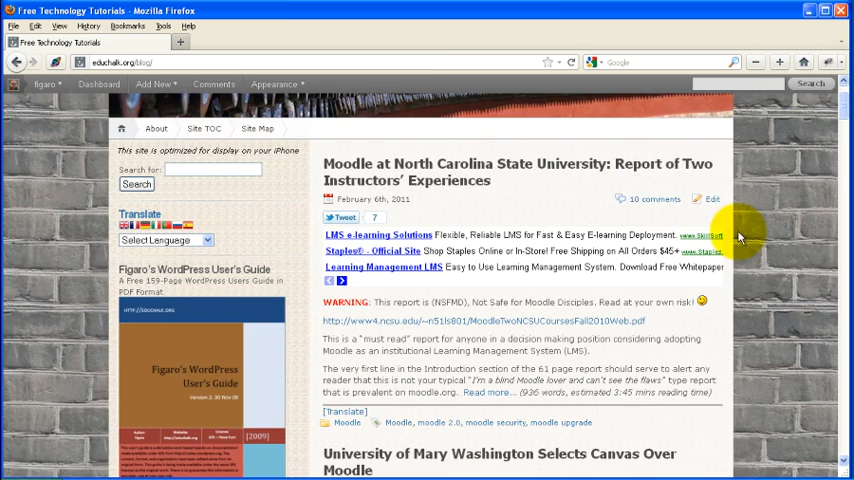 Free Technology Tutorials - Mozilla Firefox
File Edit View History Bookmarks Tools Help
Free Technology Tutorials
educhalk.org/blog/
Google
figaro Dashboard Add New Comments Appearance Search
About Site TOC Site Map
This site is optimized for display on your iPhone
Search for:
Search
Translate
Select Language
Figaro's WordPress User's Guide
A Free 159-Page WordPress Users Guide in
PDF Format
HTTP://EDUCHALK.ORG
Figaro's WordPress
User's Guide
Version 2: 30 Nov 09
[2009]
Moodle at North Carolina State University: Report of Two
Instructors' Experiences
February 6th, 2011 10 comments Edit
Tweet 7
LMS e-learning Solutions Flexible, Reliable LMS for Fast & Easy E-learning Deployment. www.SkillSoft
Staples® - Official Site Shop Staples Online or In-Store! Free Shipping on All Orders $45+ www.Staples.
Learning Management LMS Easy to Use Learning Management System. Download Free Whitepaper
WARNING: This report is (NSFMD), Not Safe for Moodle Disciples. Read at your own risk!
http://www4.ncsu.edu/~n51ls801/MoodleTwoNCSUCoursesFall2010Web.pdf
This is a "must read" report for anyone in a decision making position considering adopting
Moodle as an institutional Learning Management System (LMS).
The very first line in the Introduction section of the 61 page report should serve to alert any
reader that this is not your typical "I'm a blind Moodle lover and can't see the flaws" type report
that is prevalent on moodle.org. Read more... (936 words, estimated 3:45 mins reading time)
[Translate]
Moodle Moodle, moodle 2.0, moodle security, moodle upgrade
University of Mary Washington Selects Canvas Over
Moodle